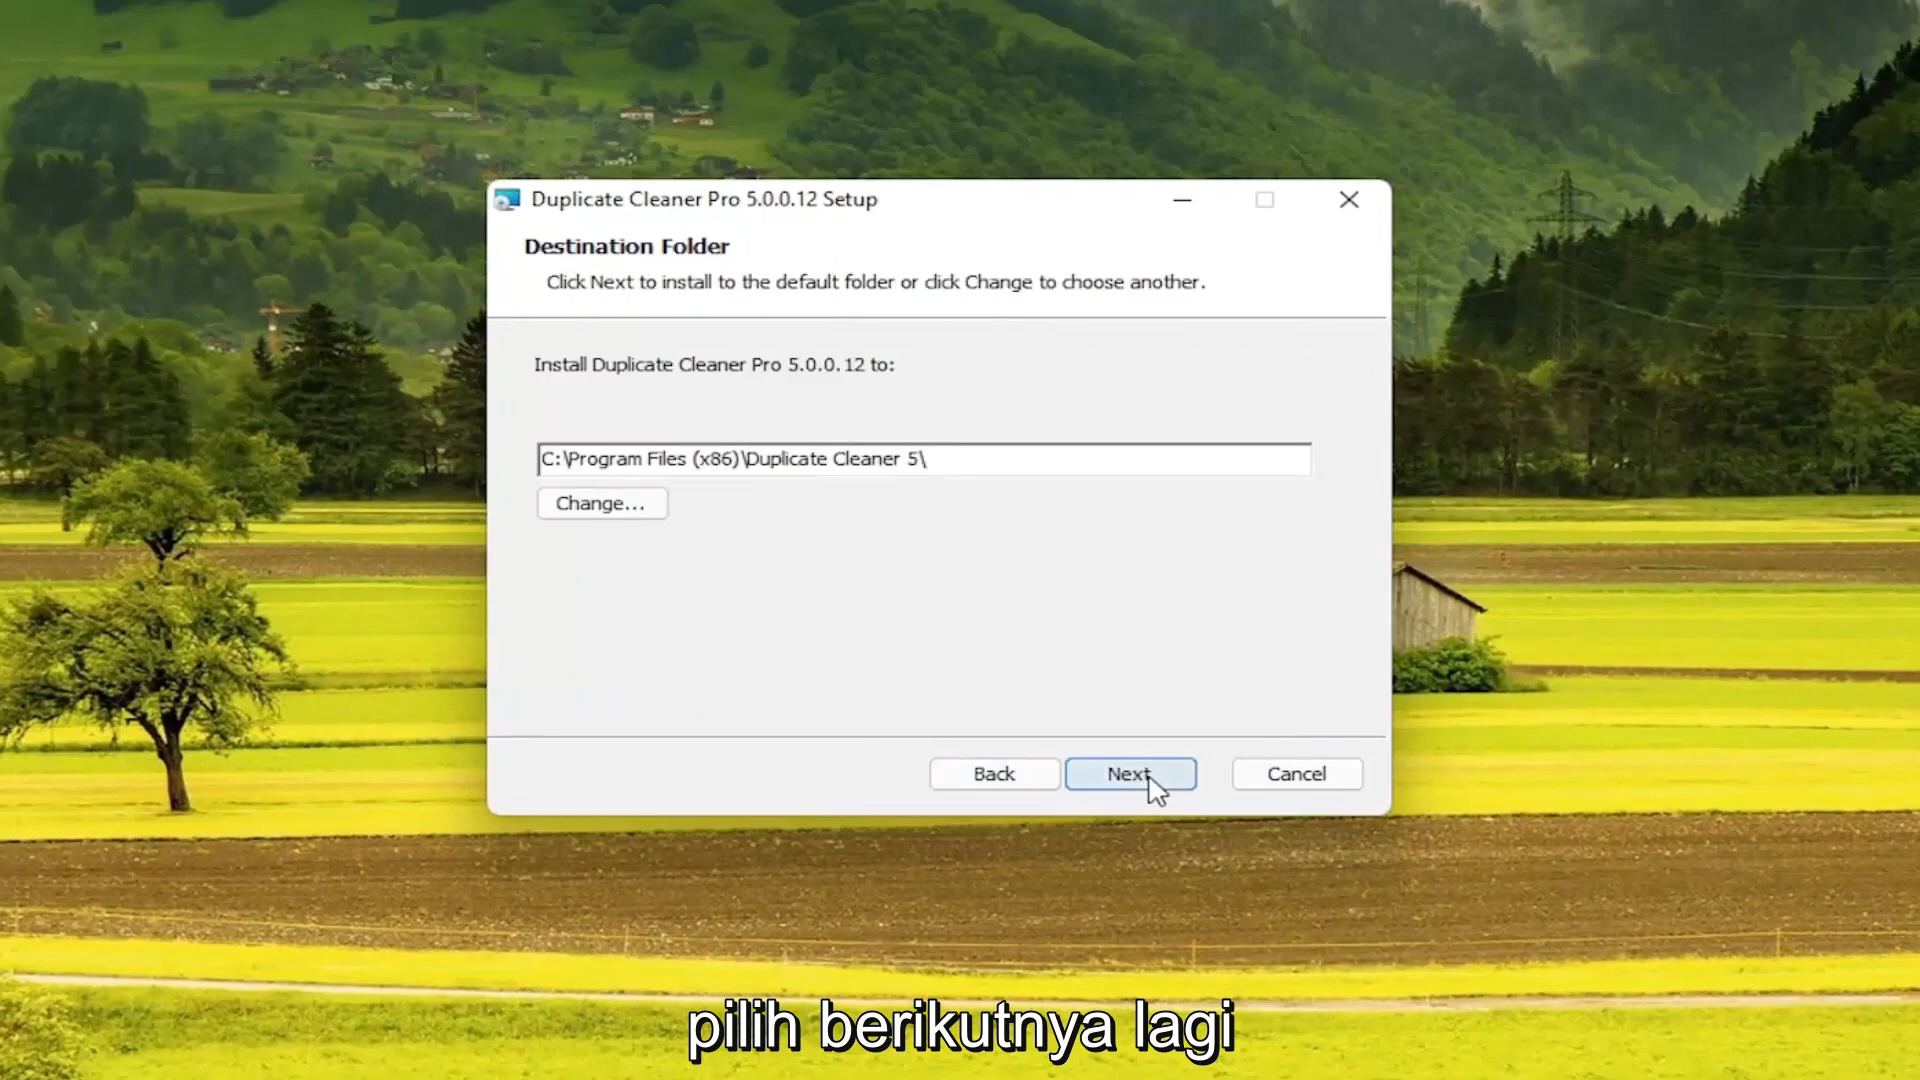 Duplicate Cleaner Pro 5.0.0.12 Setup
Destination Folder
Click Next to install to the default folder or click Change to choose another.
Install Duplicate Cleaner Pro 5.0.0.12 to:
C:\Program Files (x86)\Duplicate Cleaner 5\
Change...
Back Next Cancel
pilih berikutnya lagi